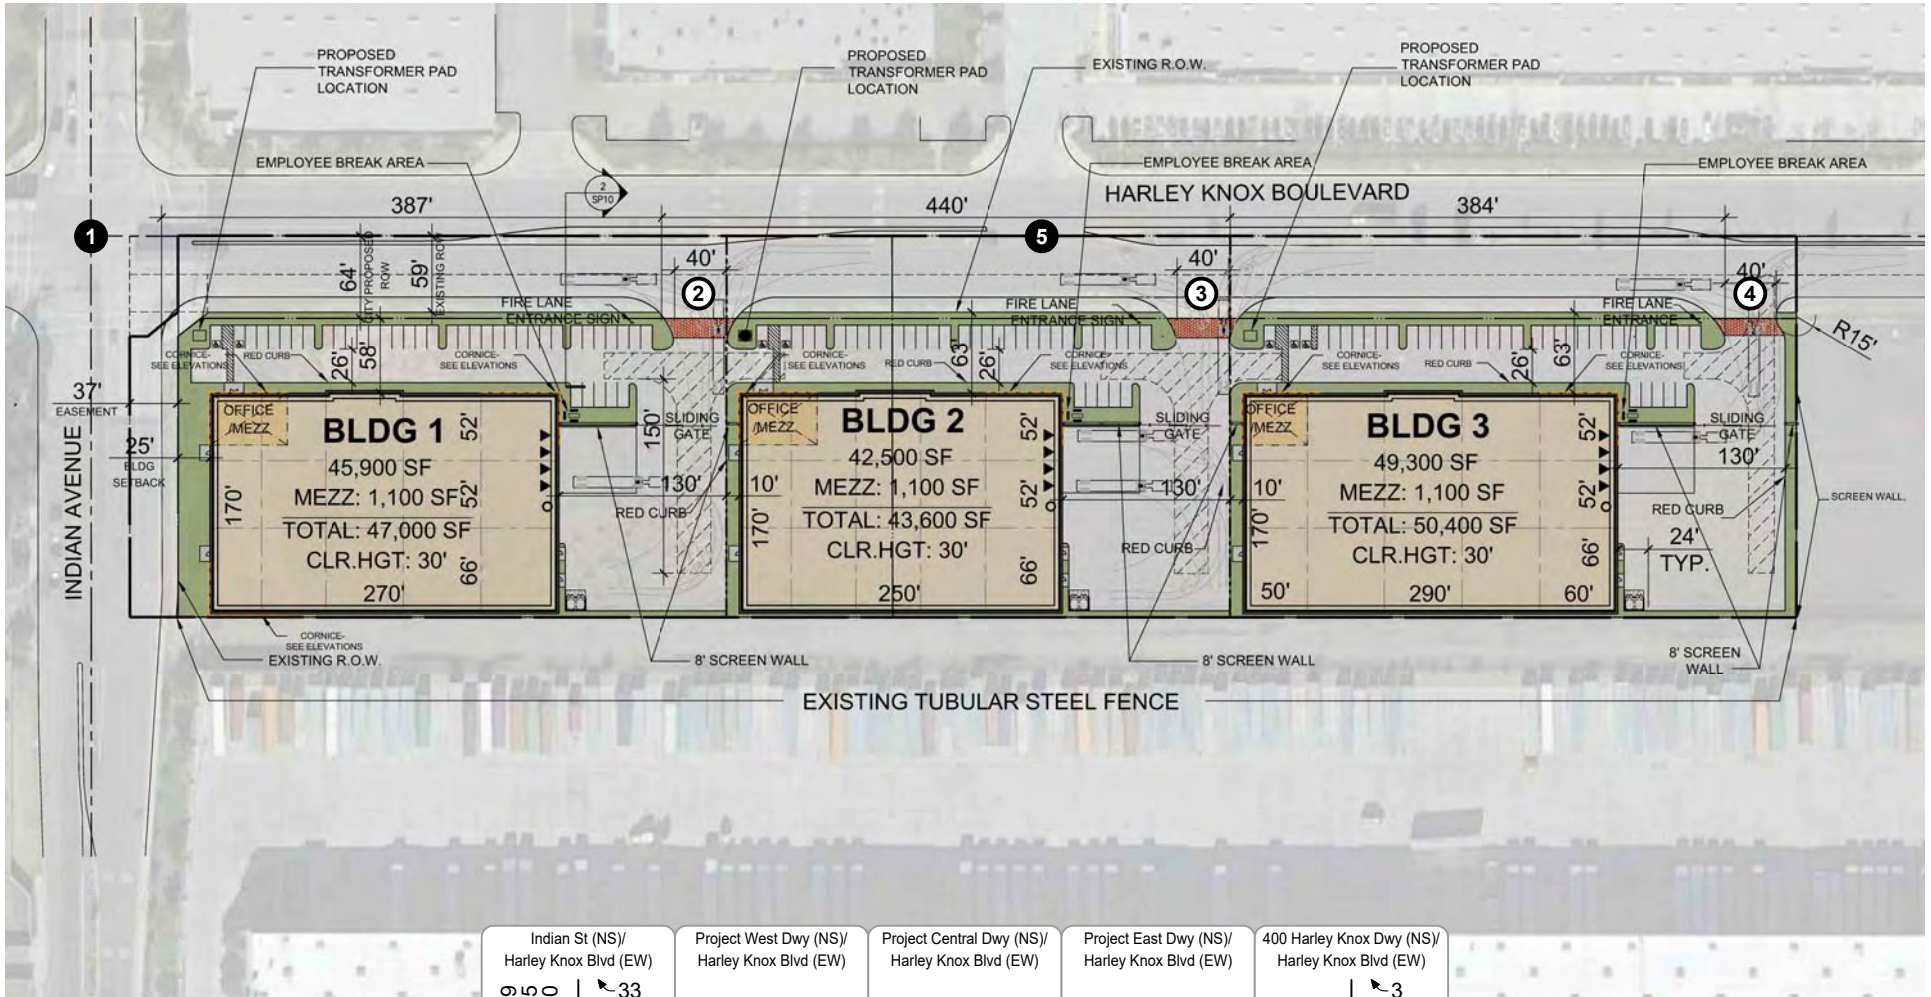 PROPOSED
TRANSFORMER PAD
LOCATION
PROPOSED
TRANSFORMER PAD
LOCATION
EXISTING R.O.W.
PROPOSED
TRANSFORMER PAD
LOCATION
EMPLOYEE BREAK AREA
EMPLOYEE BREAK AREA
EMPLOYEE BREAK AREA
2
SP10
HARLEY KNOX BOULEVARD
387'
440'
384'
1
5
64'
CITY PROPOSED
ROW
59'
EXISTING ROW
40'
40'
40'
2
3
4
FIRE LANE
ENTRANCE SIGN
FIRE LANE
ENTRANCE SIGN
FIRE LANE
ENTRANCE
R15'
CORNICE-
SEE ELEVATIONS
RED CURB
26'
58'
CORNICE-
SEE ELEVATIONS
CORNICE-
SEE ELEVATIONS
RED CURB
63'
26'
CORNICE-
SEE ELEVATIONS
CORNICE-
SEE ELEVATIONS
RED CURB
26'
63'
CORNICE-
SEE ELEVATIONS
37'
EASEMENT
25'
BLDG
SETBACK
INDIAN AVENUE
OFFICE
/MEZZ
BLDG 1
45,900 SF
MEZZ: 1,100 SF
TOTAL: 47,000 SF
CLR.HGT: 30'
170'
270'
52'
52'
66'
150'
SLIDING
GATE
130'
RED CURB
OFFICE
/MEZZ
BLDG 2
42,500 SF
MEZZ: 1,100 SF
TOTAL: 43,600 SF
CLR.HGT: 30'
10'
170'
250'
52'
52'
66'
SLIDING
GATE
130'
RED CURB
OFFICE
/MEZZ
BLDG 3
49,300 SF
MEZZ: 1,100 SF
TOTAL: 50,400 SF
CLR.HGT: 30'
10'
170'
50'
290'
60'
52'
52'
66'
SLIDING
GATE
130'
RED CURB
24'
TYP.
SCREEN WALL
CORNICE-
SEE ELEVATIONS
EXISTING R.O.W.
8' SCREEN WALL
8' SCREEN WALL
8' SCREEN
WALL
EXISTING TUBULAR STEEL FENCE
Indian St (NS)/
Harley Knox Blvd (EW)
33
Project West Dwy (NS)/
Harley Knox Blvd (EW)
Project Central Dwy (NS)/
Harley Knox Blvd (EW)
Project East Dwy (NS)/
Harley Knox Blvd (EW)
400 Harley Knox Dwy (NS)/
Harley Knox Blvd (EW)
3